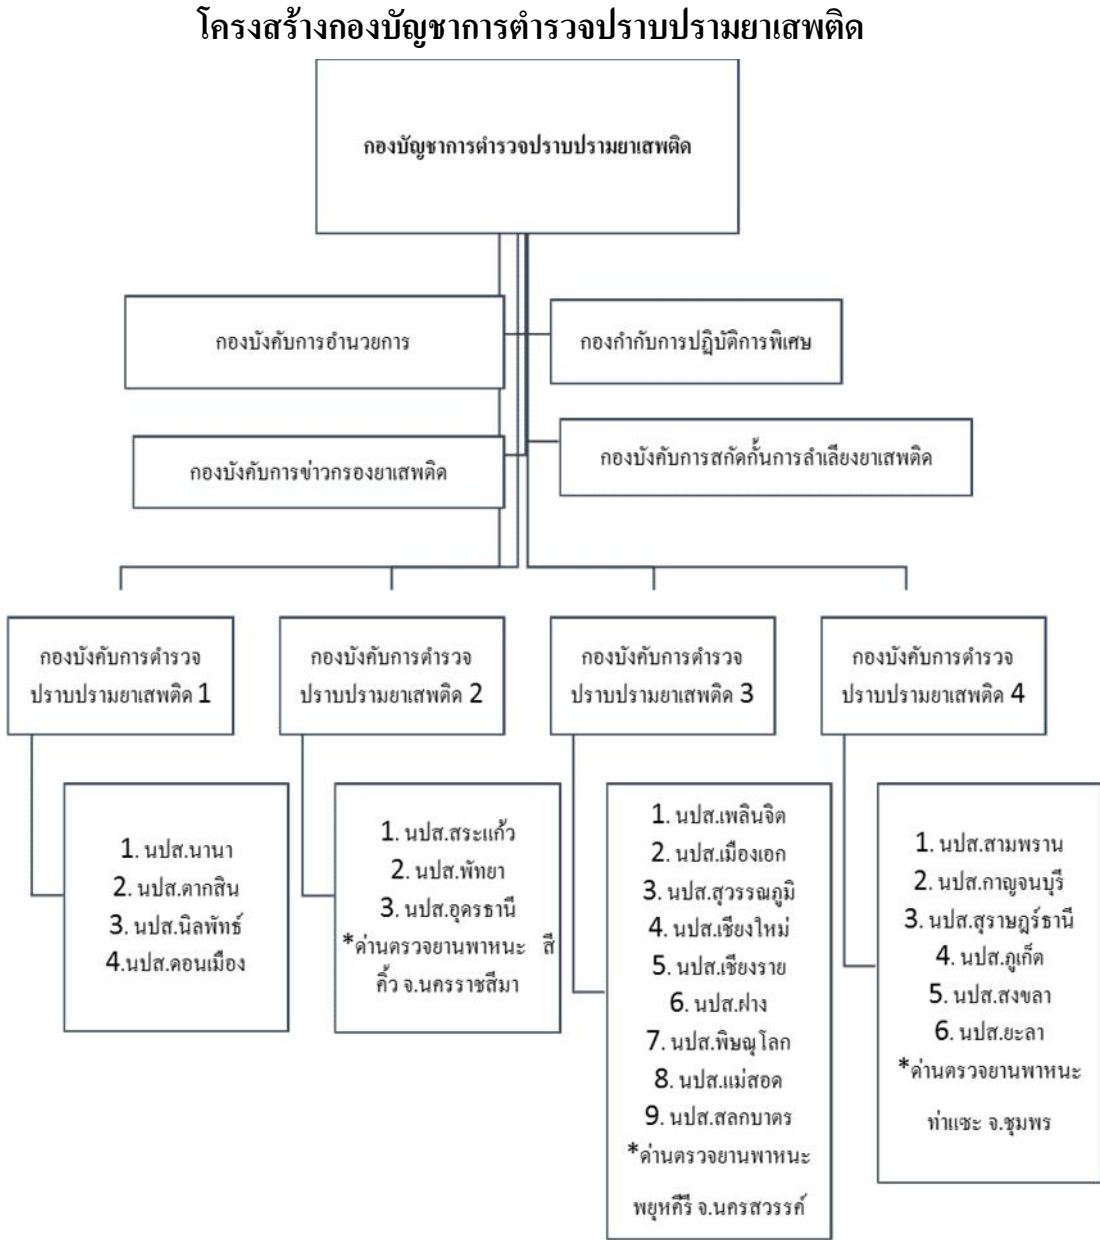 โครงสร้างกองบัญชาการตำรวจปราบปรามยาเสพติด
กองบัญชาการตำรวจปราบปรามยาเสพติด
กองบังคับการอำนวยการ
กองกำกับการปฏิบัติการพิเศษ
กองบังคับการข่าวกรองยาเสพติด
กองบังคับการสกัดกั้นการลำเลียงยาเสพติด
กองบังคับการตำรวจ
ปราบปรามยาเสพติด 1
กองบังคับการตำรวจ
ปราบปรามยาเสพติด 2
กองบังคับการตำรวจ
ปราบปรามยาเสพติด 3
กองบังคับการตำรวจ
ปราบปรามยาเสพติด 4
1. นปส.นานา
2. นปส.ตากสิน
3. นปส.นิลพัทธ์
4.นปส.ดอนเมือง
1. นปส.สระแก้ว
2. นปส.พัทยา
3. นปส.อุดรธานี
*ด่านตรวจยานพาหนะ สี
คิ้ว จ.นครราชสีมา
1. นปส.เพลินจิต
2. นปส.เมืองเอก
3. นปส.สุวรรณภูมิ
4. นปส.เชียงใหม่
5. นปส.เชียงราย
6. นปส.ฝาง
7. นปส.พิษณุโลก
8. นปส.แม่สอด
9. นปส.สลกบาตร
*ด่านตรวจยานพาหนะ
พยุหคีรี จ.นครสวรรค์
1. นปส.สามพราน
2. นปส.กาญจนบุรี
3. นปส.สุราษฎร์ธานี
4. นปส.ภูเก็ต
5. นปส.สงขลา
6. นปส.ยะลา
*ด่านตรวจยานพาหนะ
ท่าแซะ จ.ชุมพร